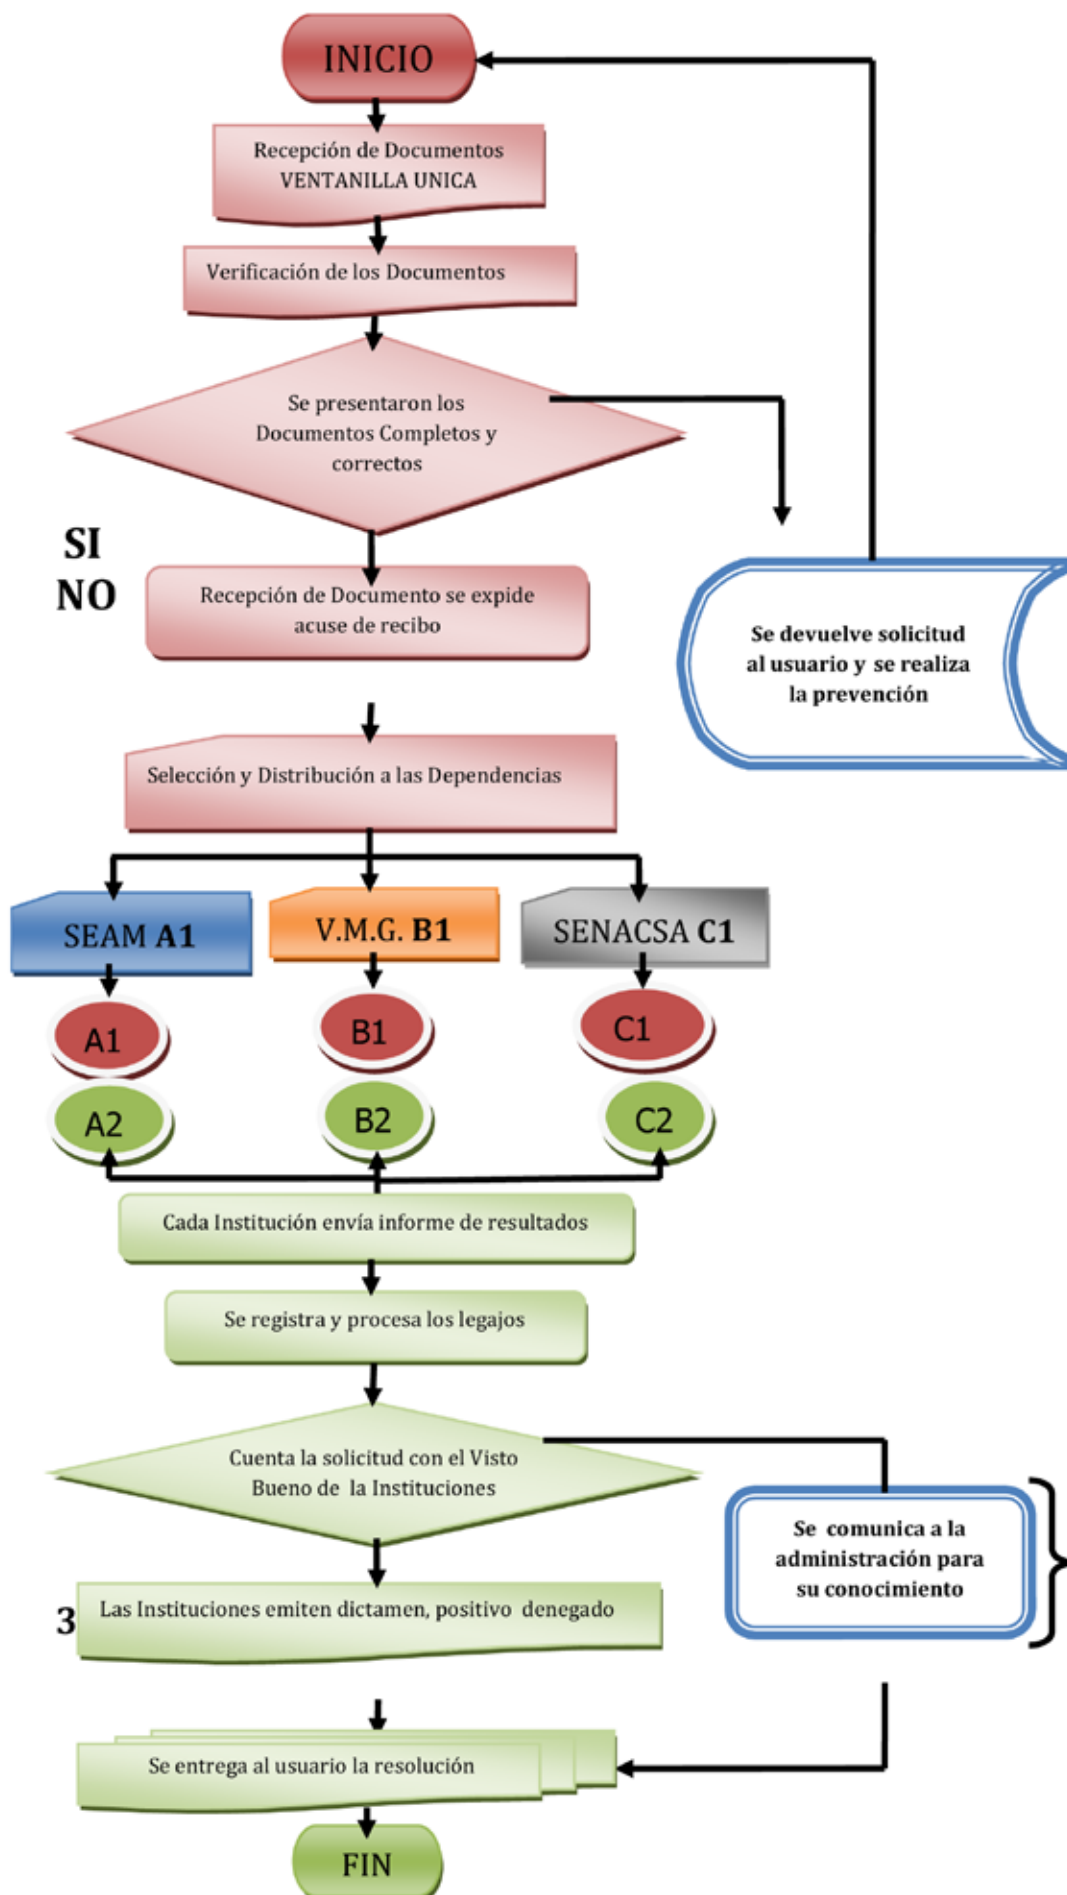 INICIO
Recepción de Documentos
VENTANILLA UNICA
Verificación de los Documentos
Se presentaron los
Documentos Completos y
correctos
SI
NO
Recepción de Documento se expide
acuse de recibo
Se devuelve solicitud
al usuario y se realiza
la prevención
Selección y Distribución a las Dependencias
SEAM A1
V.M.G. B1
SENACSA C1
A1
B1
C1
A2
B2
C2
Cada Institución envía informe de resultados
Se registra y procesa los legajos
Cuenta la solicitud con el Visto
Bueno de la Instituciones
Se comunica a la
administración para
su conocimiento
3
Las Instituciones emiten dictamen, positivo denegado
Se entrega al usuario la resolución
FIN